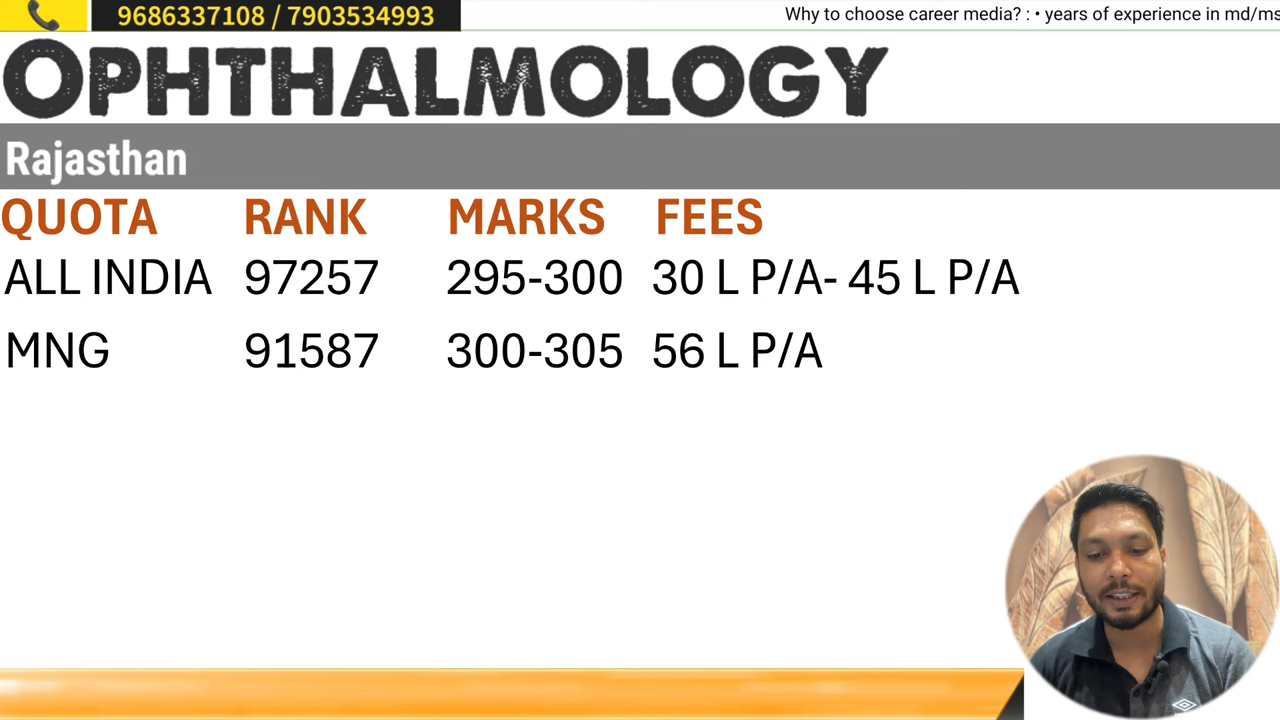 9686337108 / 7903534993
Why to choose career media? : • years of experience in md/ms
OPHTHALMOLOGY
Rajasthan
QUOTA RANK MARKS FEES
ALL INDIA 97257 295-300 30 L P/A- 45 L P/A
MNG 91587 300-305 56 L P/A